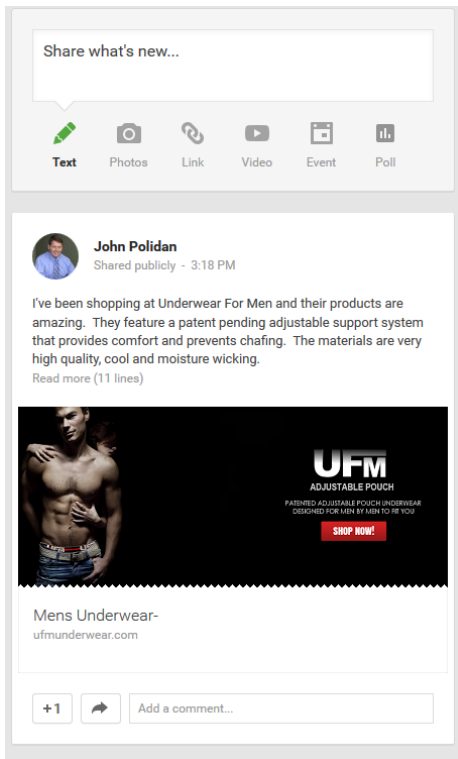 Share what's new...
Text Photos Link Video Event Poll
John Polidan
Shared publicly - 3:18 PM
I've been shopping at Underwear For Men and their products are
amazing. They feature a patent pending adjustable support system
that provides comfort and prevents chafing. The materials are very
high quality, cool and moisture wicking.
Read more (11 lines)
UFM
ADJUSTABLE POUCH
PATENTED ADJUSTABLE POUCH UNDERWEAR
DESIGNED FOR MEN BY MEN TO FIT YOU
SHOP NOW!
Mens Underwear-
ufmunderwear.com
+1 Add a comment...